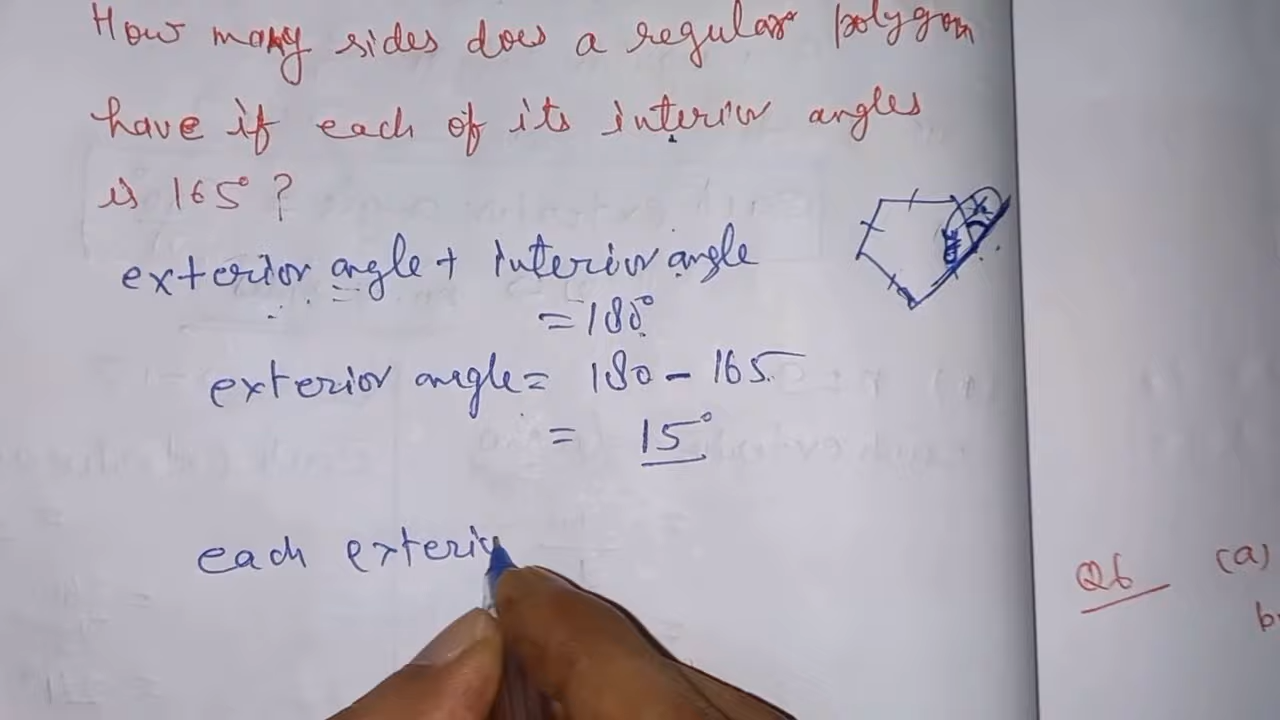 How many sides does a regular polygon
have if each of its interior angles
is 165° ?
exterior angle + interior angle
= 180°
exterior angle = 180 - 165
= 15°
each exterio
Q6 (a)